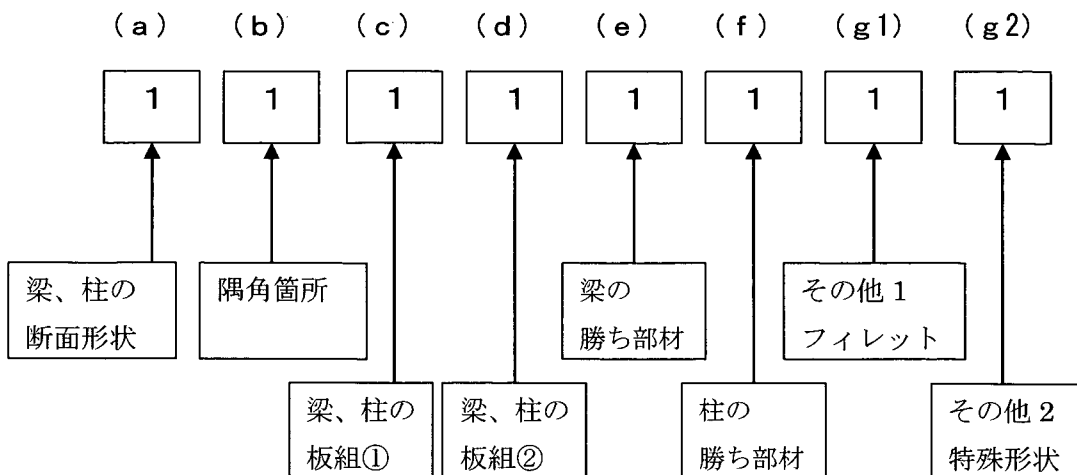 (a) (b) (c) (d) (e) (f) (g1) (g2)
1 1 1 1 1 1 1 1
梁、柱の
断面形状
隅角箇所
梁の
勝ち部材
その他1
フィレット
梁、柱の
板組①
梁、柱の
板組②
柱の
勝ち部材
その他2
特殊形状